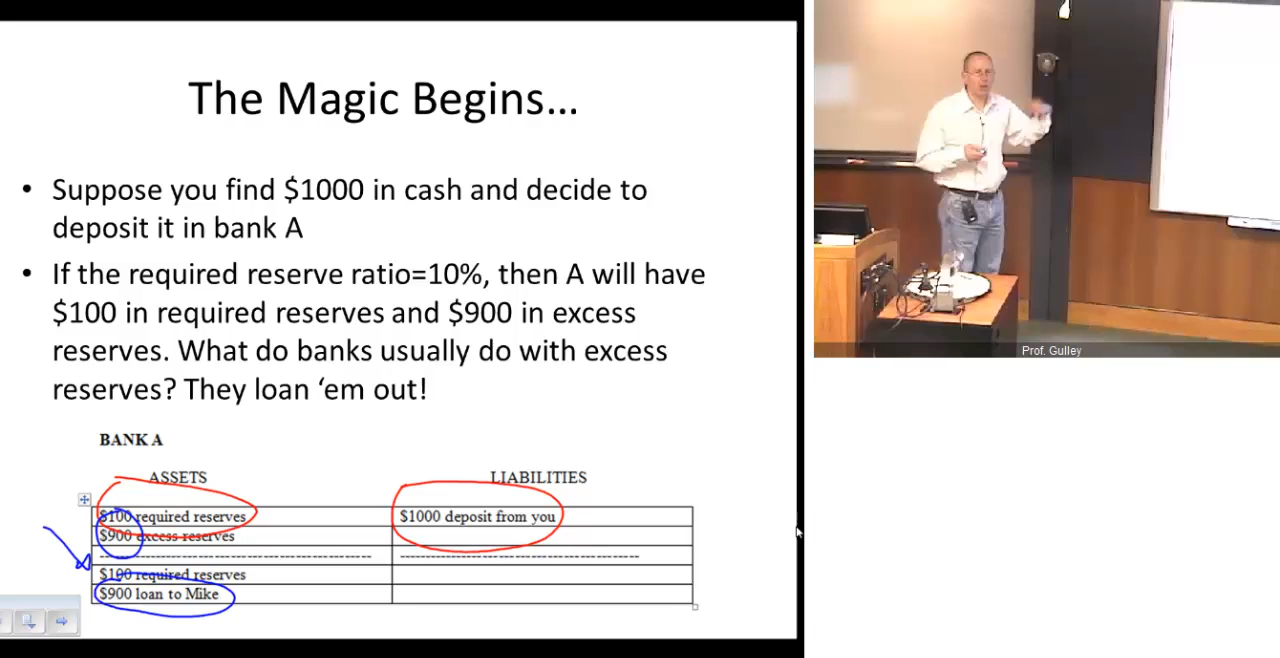 The Magic Begins...
• Suppose you find $1000 in cash and decide to
deposit it in bank A
• If the required reserve ratio=10%, then A will have
$100 in required reserves and $900 in excess
reserves. What do banks usually do with excess
reserves? They loan ‘em out!
BANK A
ASSETS LIABILITIES
$100 required reserves $1000 deposit from you
$900 excess reserves
$100 required reserves
$900 loan to Mike
Prof. Gulley